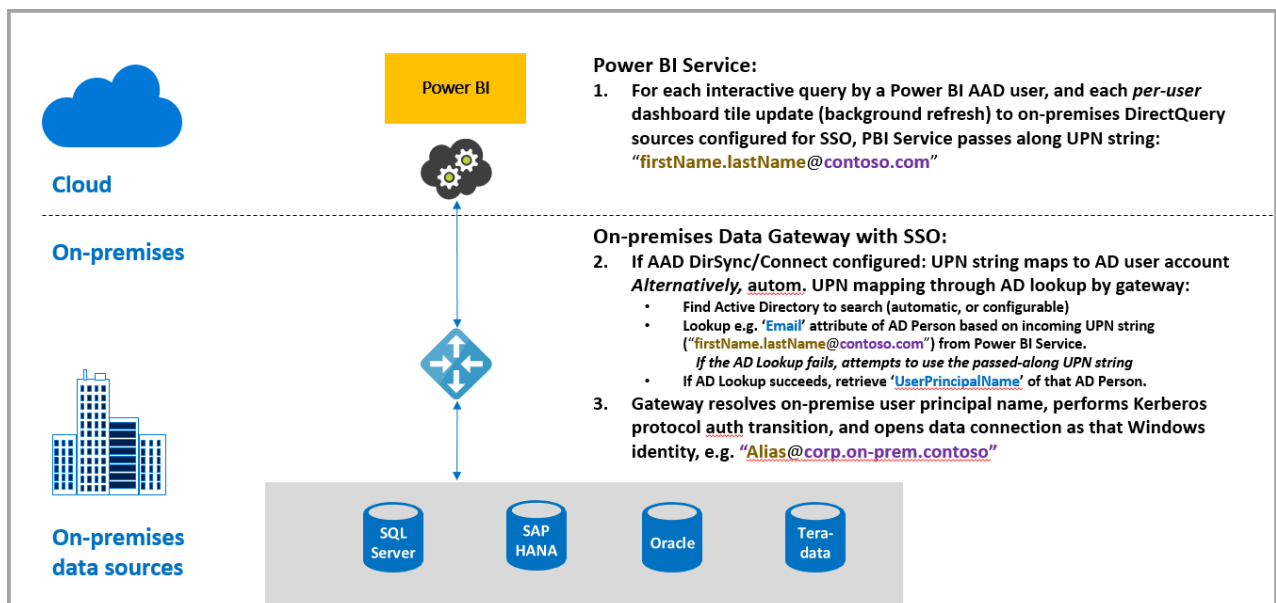 Power BI
Cloud
Power BI Service:
1. For each interactive query by a Power BI AAD user, and each per-user
dashboard tile update (background refresh) to on-premises DirectQuery
sources configured for SSO, PBI Service passes along UPN string:
“firstName.lastName@contoso.com”
On-premises
On-premises Data Gateway with SSO:
2. If AAD DirSync/Connect configured: UPN string maps to AD user account
Alternatively, autom. UPN mapping through AD lookup by gateway:
• Find Active Directory to search (automatic, or configurable)
• Lookup e.g. ‘Email’ attribute of AD Person based on incoming UPN string
(“firstName.lastName@contoso.com”) from Power BI Service.
If the AD Lookup fails, attempts to use the passed-along UPN string
• If AD Lookup succeeds, retrieve ‘UserPrincipalName’ of that AD Person.
3. Gateway resolves on-premise user principal name, performs Kerberos
protocol auth transition, and opens data connection as that Windows
identity, e.g. “Alias@corp.on-prem.contoso”
On-premises
data sources
SQL
Server
SAP
HANA
Oracle
Tera-
data